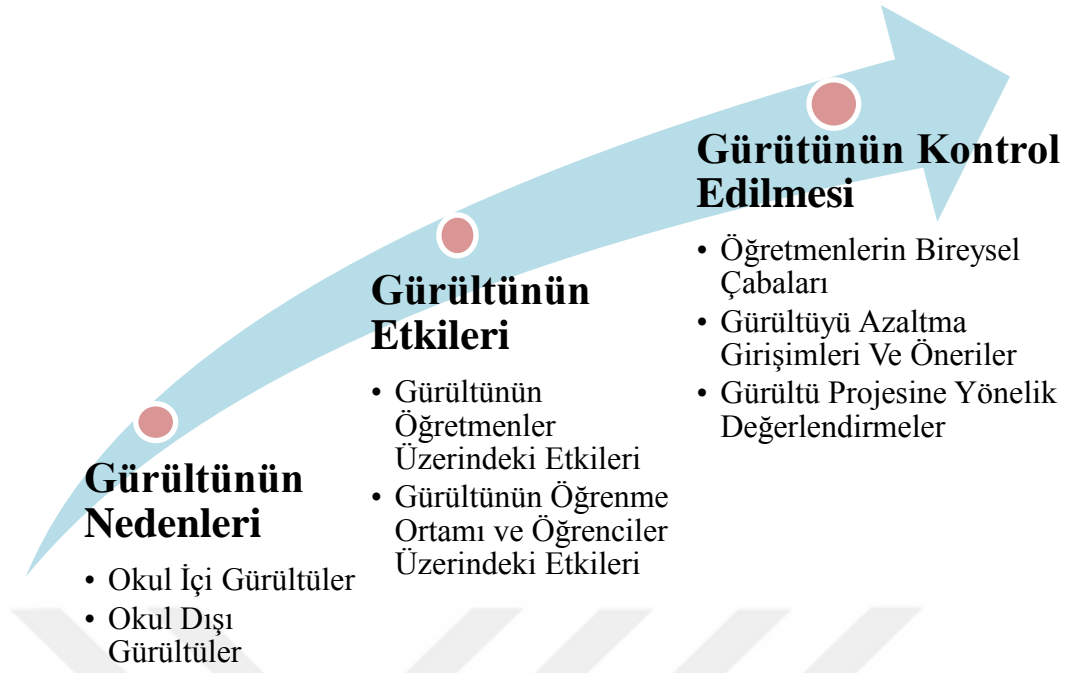 Gürültünün
Nedenleri
• Okul İçi Gürültüler
• Okul Dışı
Gürültüler
Gürültünün
Etkileri
• Gürültünün
Öğretmenler
Üzerindeki Etkileri
• Gürültünün Öğrenme
Ortamı ve Öğrenciler
Üzerindeki Etkileri
Gürütünün Kontrol
Edilmesi
• Öğretmenlerin Bireysel
Çabaları
• Gürültüyü Azaltma
Girişimleri Ve Öneriler
• Gürültü Projesine Yönelik
Değerlendirmeler